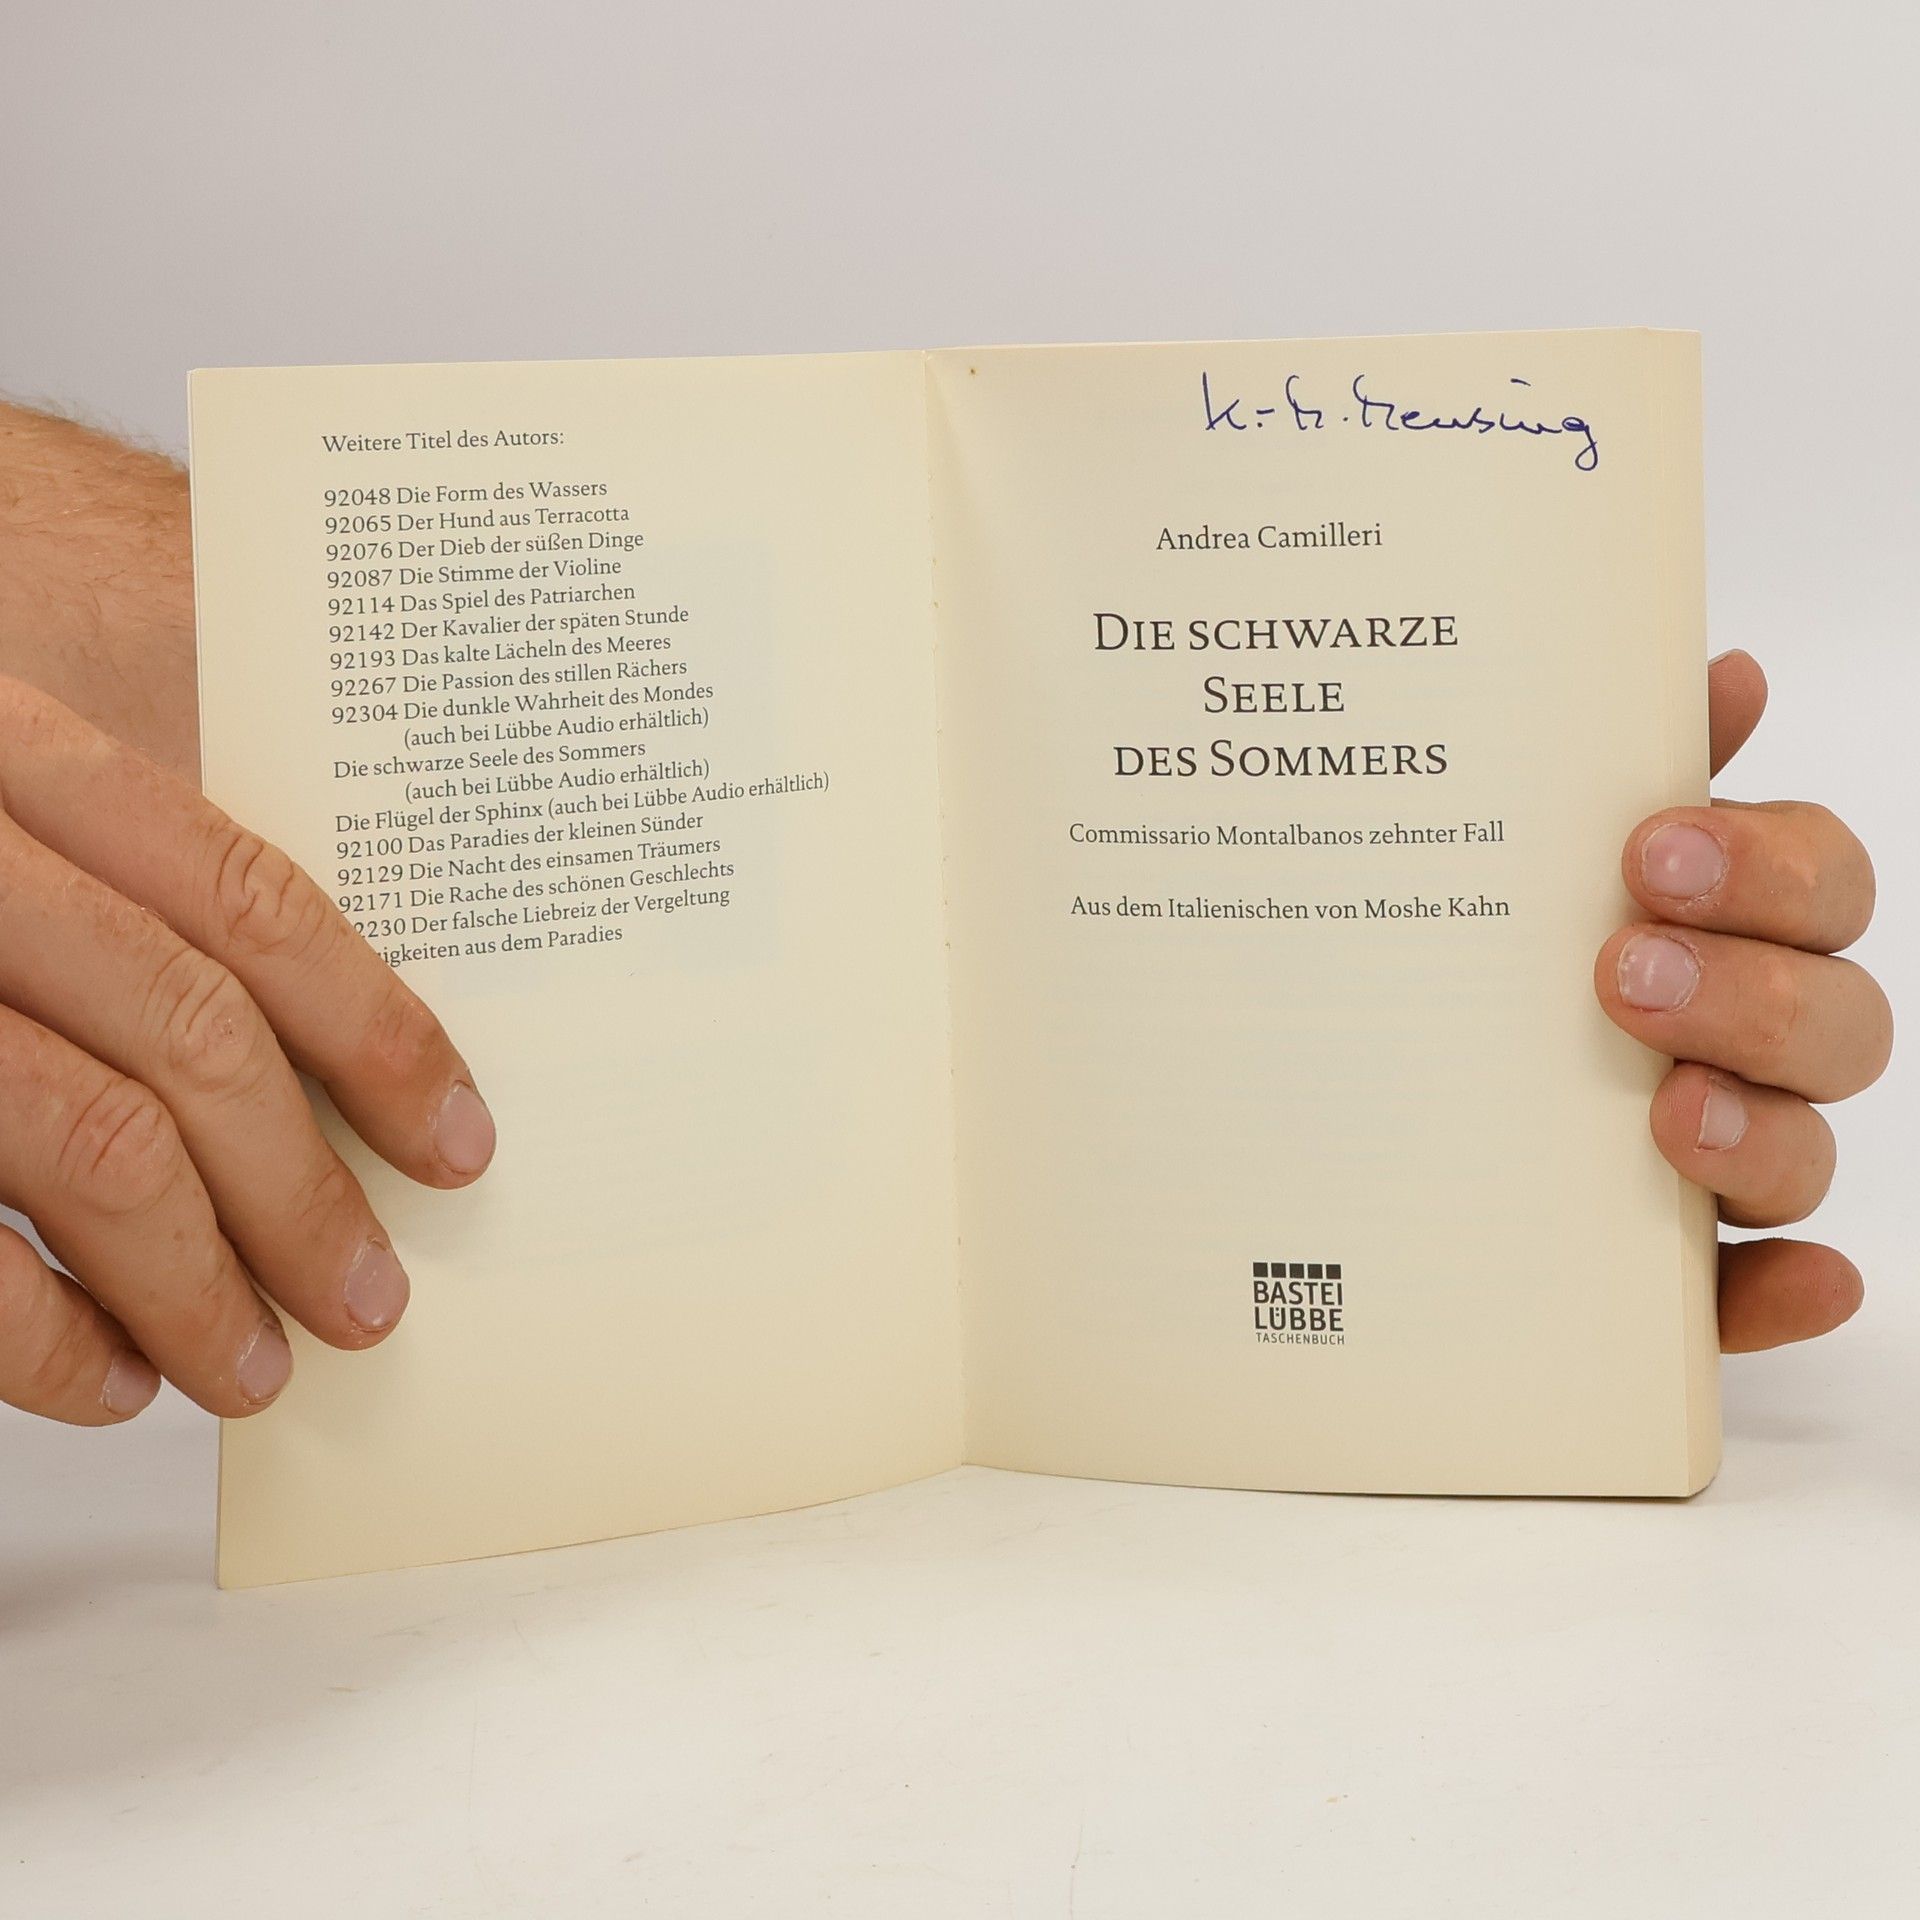 Weitere Titel des Autors:
92048 Die Form des Wassers
92065 Der Hund aus Terracotta
92076 Der Dieb der süßen Dinge
92087 Die Stimme der Violine
92114 Das Spiel des Patriarchen
92142 Der Kavalier der späten Stunde
92193 Das kalte Lächeln des Meeres
92267 Die Passion des stillen Rächers
92304 Die dunkle Wahrheit des Mondes
(auch bei Lübbe Audio erhältlich)
Die schwarze Seele des Sommers
(auch bei Lübbe Audio erhältlich)
Die Flügel der Sphinx (auch bei Lübbe Audio erhältlich)
92100 Das Paradies der kleinen Sünder
92129 Die Nacht des einsamen Träumers
92171 Die Rache des schönen Geschlechts
2230 Der falsche Liebreiz der Vergeltung
igkeiten aus dem Paradies
Andrea Camilleri
DIE SCHWARZE
SEELE
DES SOMMERS
Commissario Montalbanos zehnter Fall
Aus dem Italienischen von Moshe Kahn
BASTEI
LÜBBE
TASCHENBUCH